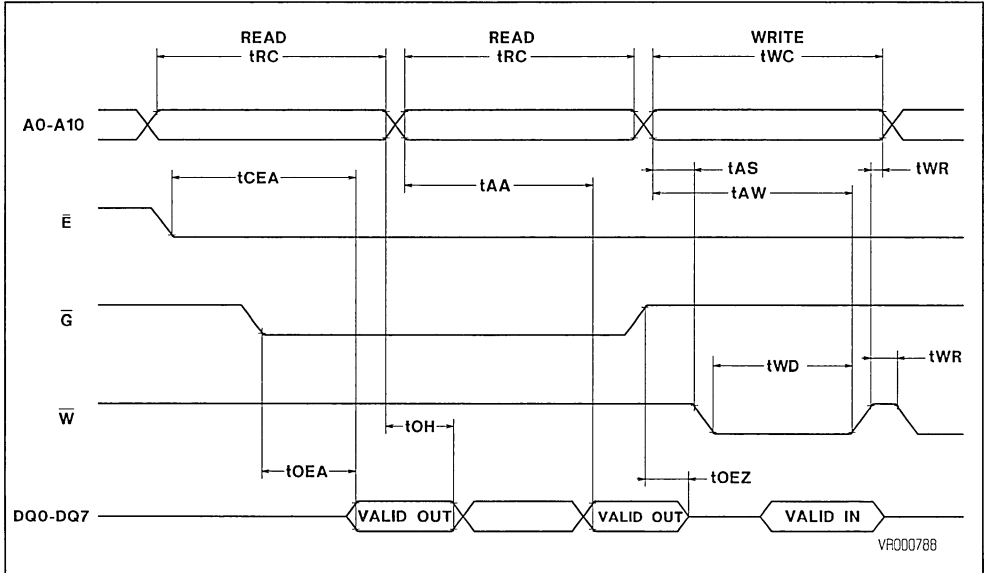 READ READ WRITE
tRC tRC tWC
A0-A10
tCEA tAA tAS tWR
tAW
E̅
G̅
tWD tWR
W̅
tOH
tOEA tOEZ
DQ0-DQ7 VALID OUT VALID OUT VALID IN
VR000788